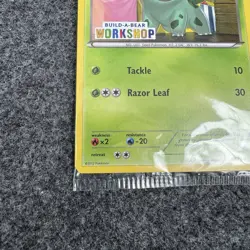 BUILD-A-BEAR
WORKSHOP
Tackle 10
Razor Leaf 30
weakness
×2
resistance
-20
retreat